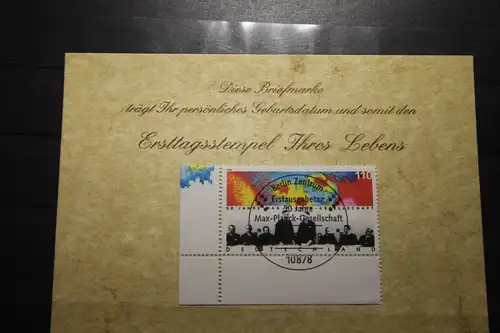 Diese Briefmarke
trägt Ihr persönliches Geburtsdatum und somit den
Ersttagsstempel Ihres Lebens
110
Berlin Zentrum
Erstausgabetag
50 Jahre
Max-Planck-Gesellschaft
DEUTSCHLAND
10878